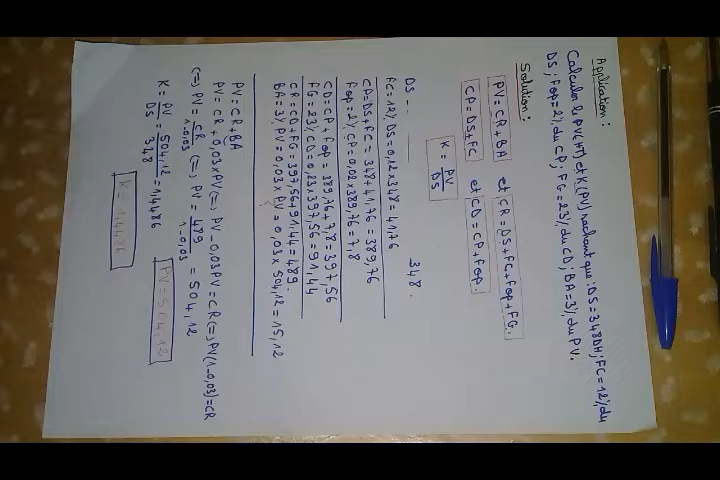 Application:
Calculer le PV(HT) et K(PV) sachant que: DS=348DH; FC=12% du
DS; Fop=2% du CP; FG=23% du CD; BA=3% du PV.
Solution:
PV=CR+BA et CR=DS+FC+Fop+FG.
CP=DS+FC et CD=CP+Fop.
K = PV/DS
DS --- 348.
FC=12% DS=0,12×348=41,76
CP=DS+FC = 348+41,76=389,76
Fop=2% CP=0,02×389,76=7,8
CD=CP+Fop=389,76+7,8=397,56
FG=23% CD=0,23×397,56=91,44
CR=CD+FG=397,56+91,44=489.
BA=3% PV=0,03×PV=0,03×504,12=15,12
PV=CR+BA
PV=CR+0,03×PV(=)PV-0,03PV=CR(=)PV(1-0,03)=CR
(=)PV=CR/1-0,03 (=) PV=489/1-0,03=504,12
K=PV/DS=504,12/348=1,4486
PV=504,12
K=1,4486